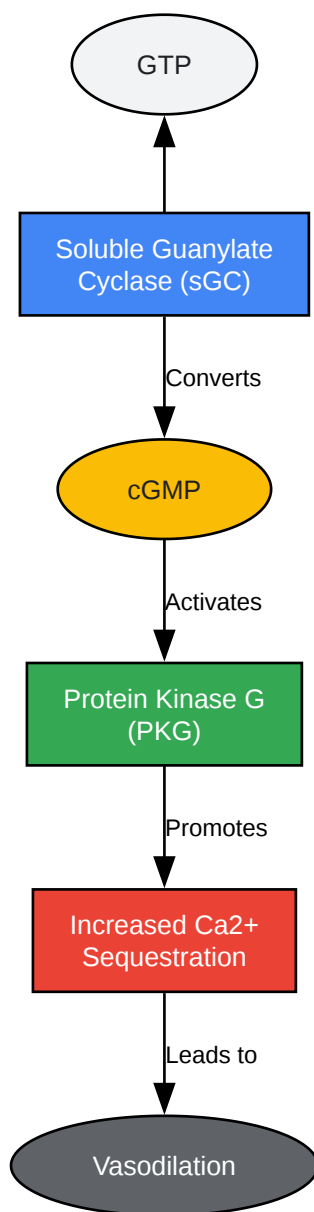 GTP
Soluble Guanylate
Cyclase (sGC)
Converts
cGMP
Activates
Protein Kinase G
(PKG)
Promotes
Increased Ca2+
Sequestration
Leads to
Vasodilation